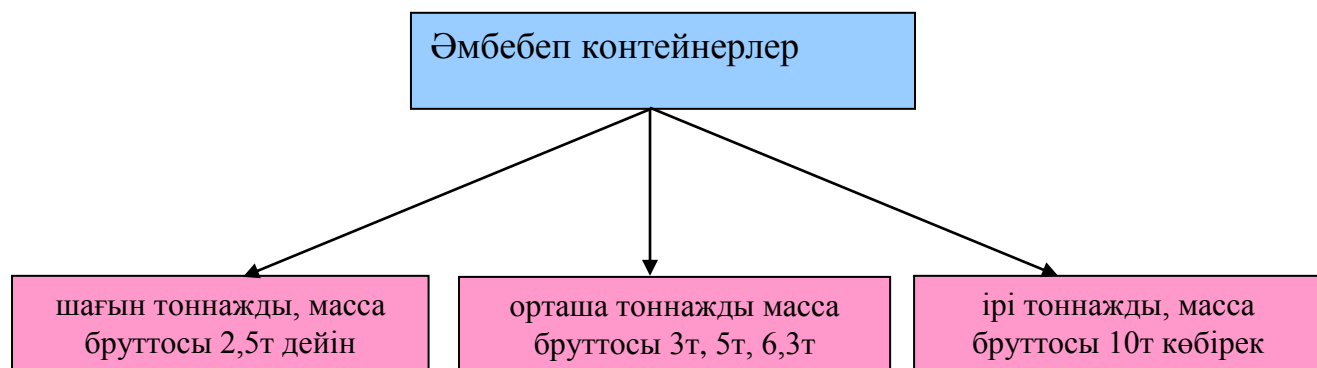 Әмбебеп контейнерлер
шағын тоннажды, масса
бруттосы 2,5т дейін
орташа тоннажды масса
бруттосы 3т, 5т, 6,3т
ірі тоннажды, масса
бруттосы 10т көбірек